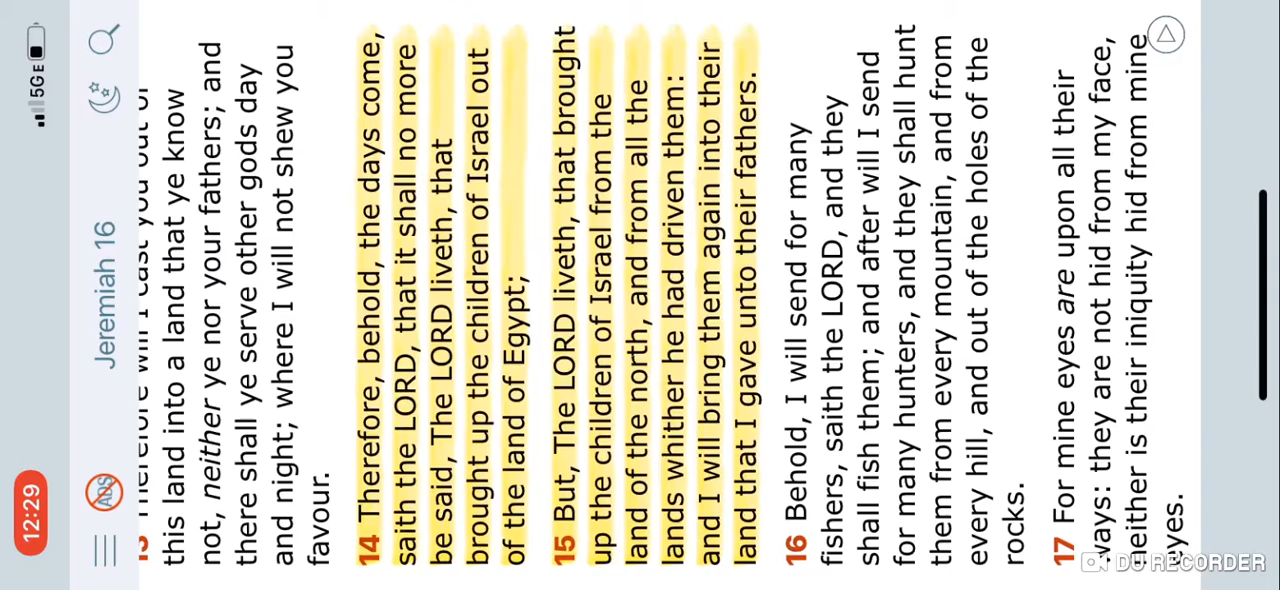 12:29
5GE
Jeremiah 16
ADS
13 Therefore will I cast you out of
this land into a land that ye know
not, neither ye nor your fathers; and
there shall ye serve other gods day
and night; where I will not shew you
favour.
14 Therefore, behold, the days come,
saith the LORD, that it shall no more
be said, The LORD liveth, that
brought up the children of Israel out
of the land of Egypt;
15 But, The LORD liveth, that brought
up the children of Israel from the
land of the north, and from all the
lands whither he had driven them:
and I will bring them again into their
land that I gave unto their fathers.
16 Behold, I will send for many
fishers, saith the LORD, and they
shall fish them; and after will I send
for many hunters, and they shall hunt
them from every mountain, and from
every hill, and out of the holes of the
rocks.
17 For mine eyes are upon all their
ways: they are not hid from my face,
neither is their iniquity hid from mine
eyes.
DU RECORDER